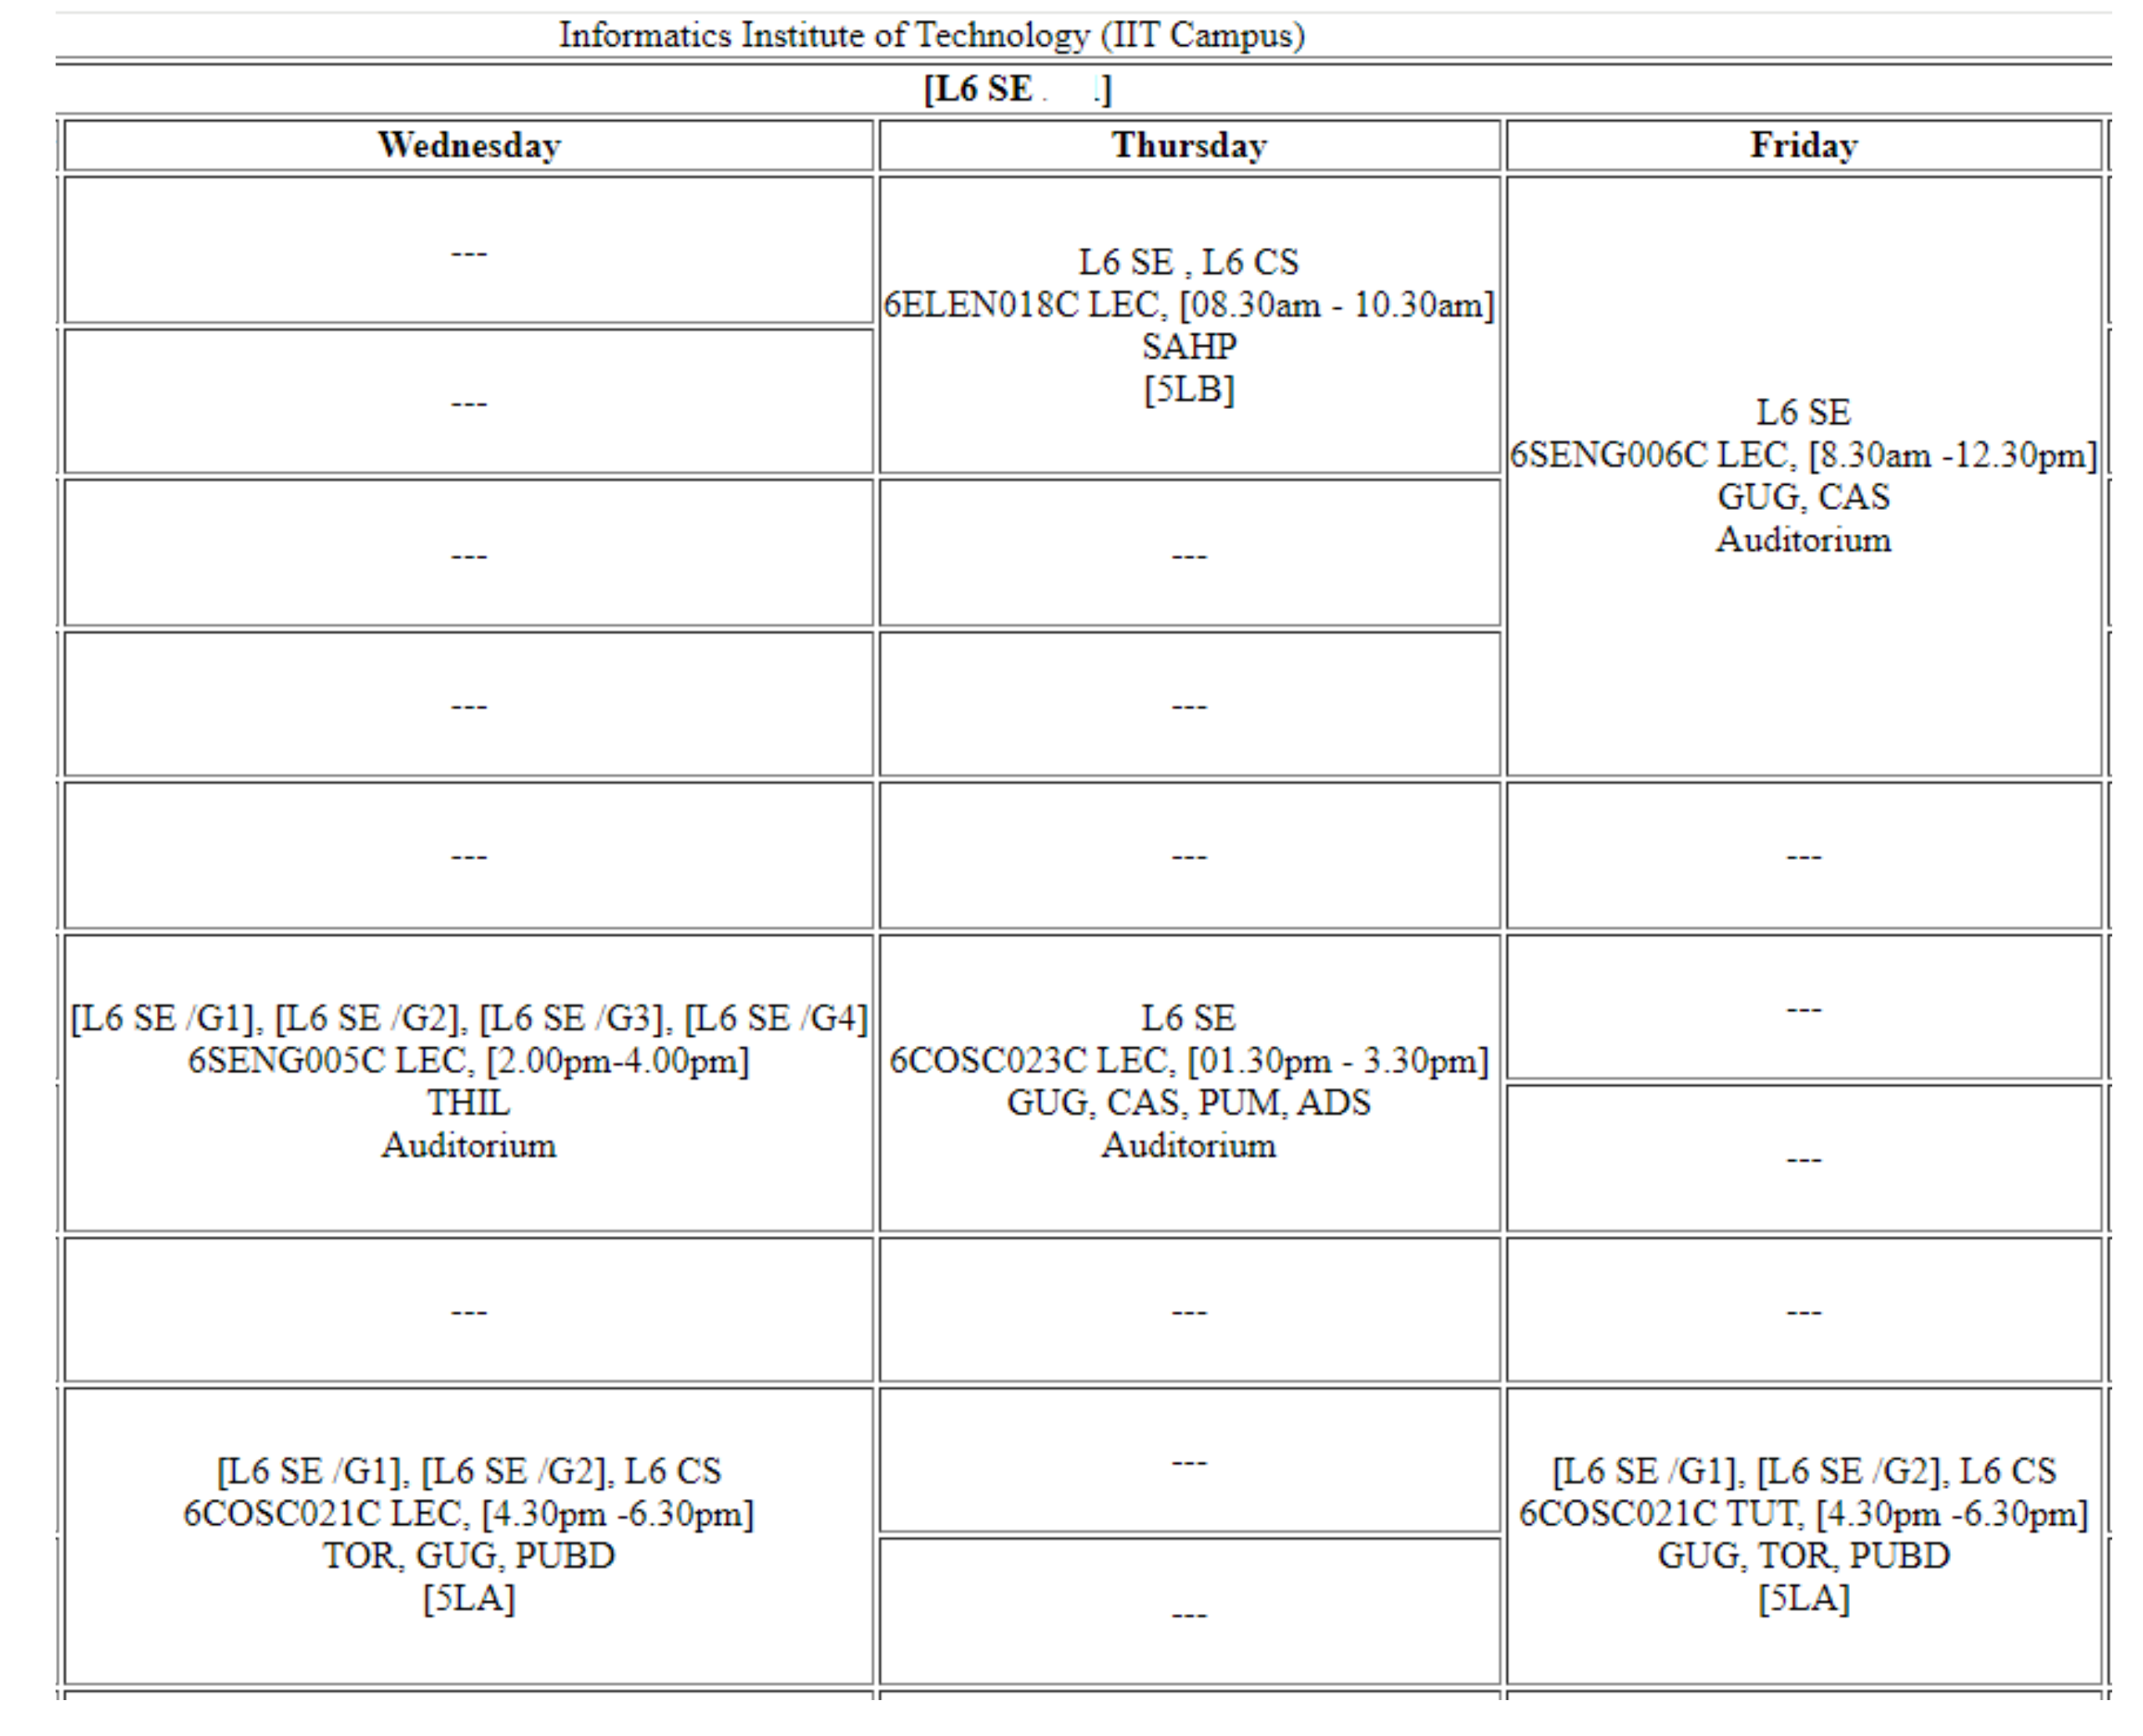 Informatics Institute of Technology (IIT Campus)
[L6 SE . .]
Wednesday Thursday Friday
---
L6 SE , L6 CS
6ELEN018C LEC, [08.30am - 10.30am]
SAHP
[5LB]
L6 SE
6SENG006C LEC, [8.30am -12.30pm]
GUG, CAS
Auditorium
---
--- ---
--- ---
--- --- ---
[L6 SE /G1], [L6 SE /G2], [L6 SE /G3], [L6 SE /G4]
6SENG005C LEC, [2.00pm-4.00pm]
THIL
Auditorium
L6 SE
6COSC023C LEC, [01.30pm - 3.30pm]
GUG, CAS, PUM, ADS
Auditorium
---
---
--- --- ---
[L6 SE /G1], [L6 SE /G2], L6 CS
6COSC021C LEC, [4.30pm -6.30pm]
TOR, GUG, PUBD
[5LA]
---
---
[L6 SE /G1], [L6 SE /G2], L6 CS
6COSC021C TUT, [4.30pm -6.30pm]
GUG, TOR, PUBD
[5LA]